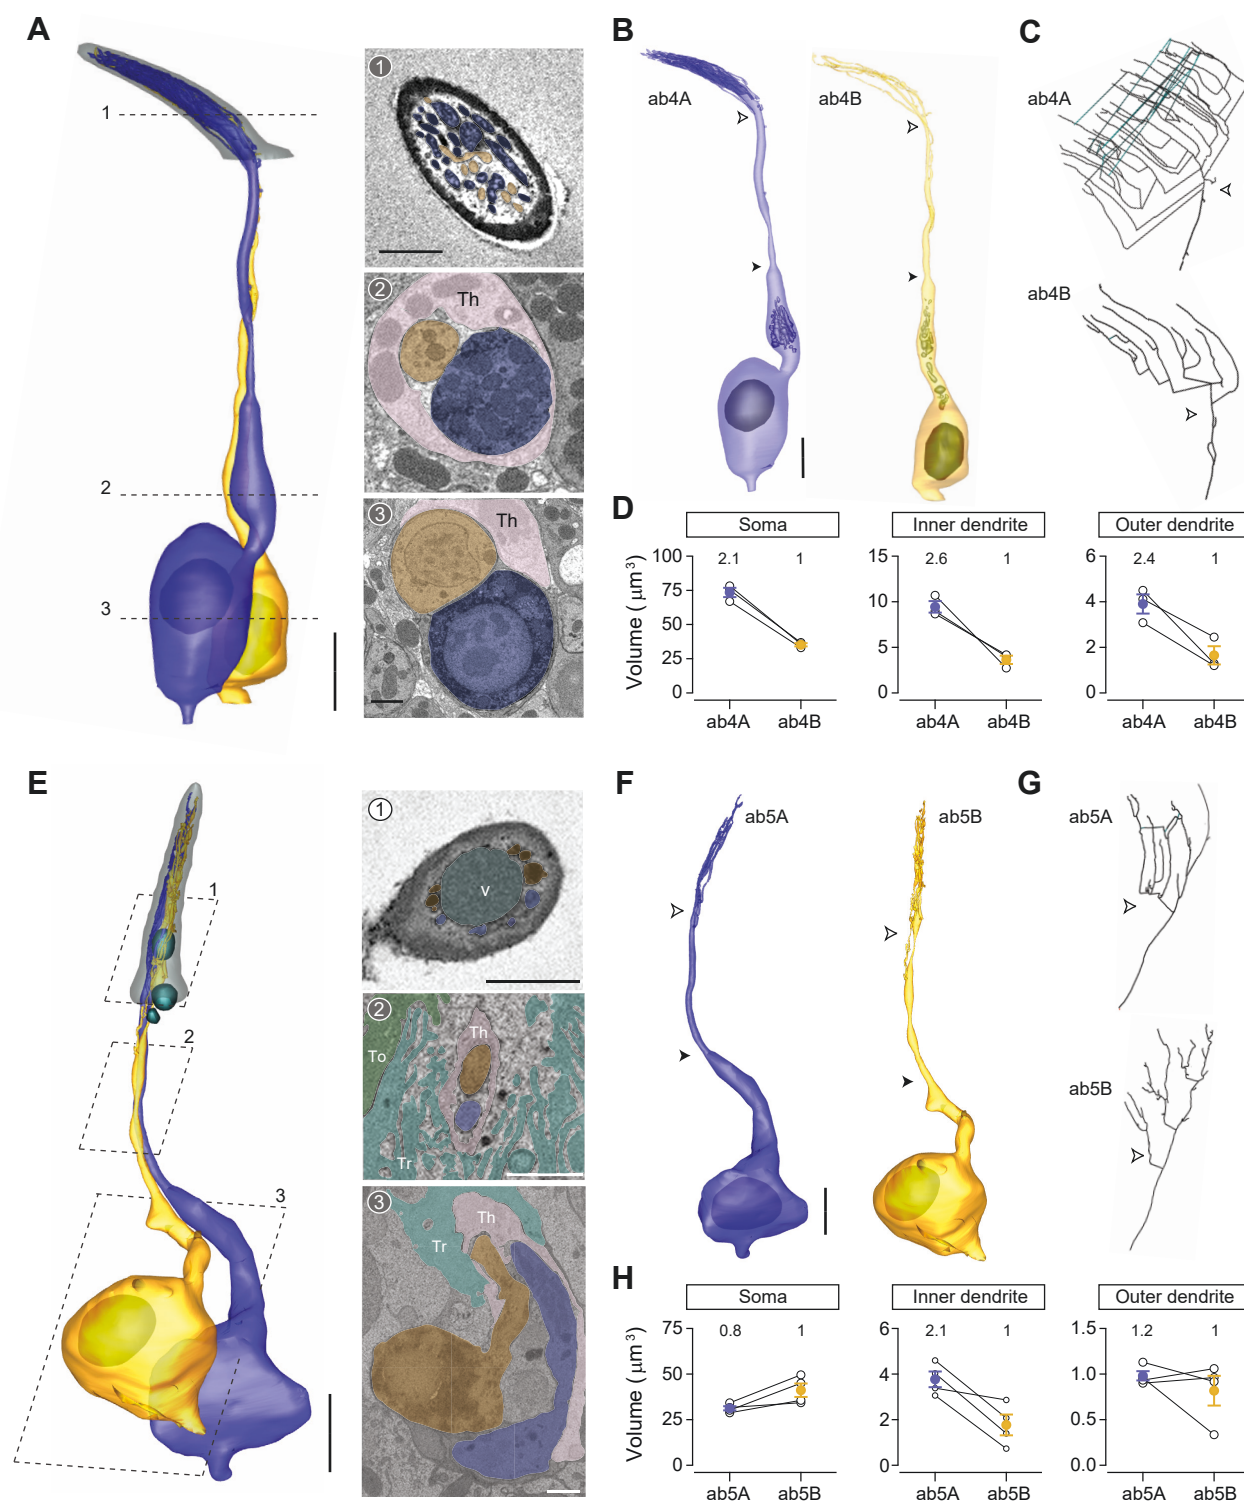 A
1
2
3
1
2
Th
3
Th
B
ab4A
ab4B
C
ab4A
ab4B
D
Soma
Inner dendrite
Outer dendrite
Volume (μm³)
100
75
50
25
0
2.1
1
ab4A
ab4B
15
10
5
0
2.6
1
ab4A
ab4B
6
4
2
0
2.4
1
ab4A
ab4B
E
1
2
3
1
v
2
To
Th
Tr
3
Th
Tr
F
ab5A
ab5B
G
ab5A
ab5B
H
Soma
Inner dendrite
Outer dendrite
Volume (μm³)
75
50
25
0
0.8
1
ab5A
ab5B
6
4
2
0
2.1
1
ab5A
ab5B
1.5
1.0
0.5
0.0
1.2
1
ab5A
ab5B